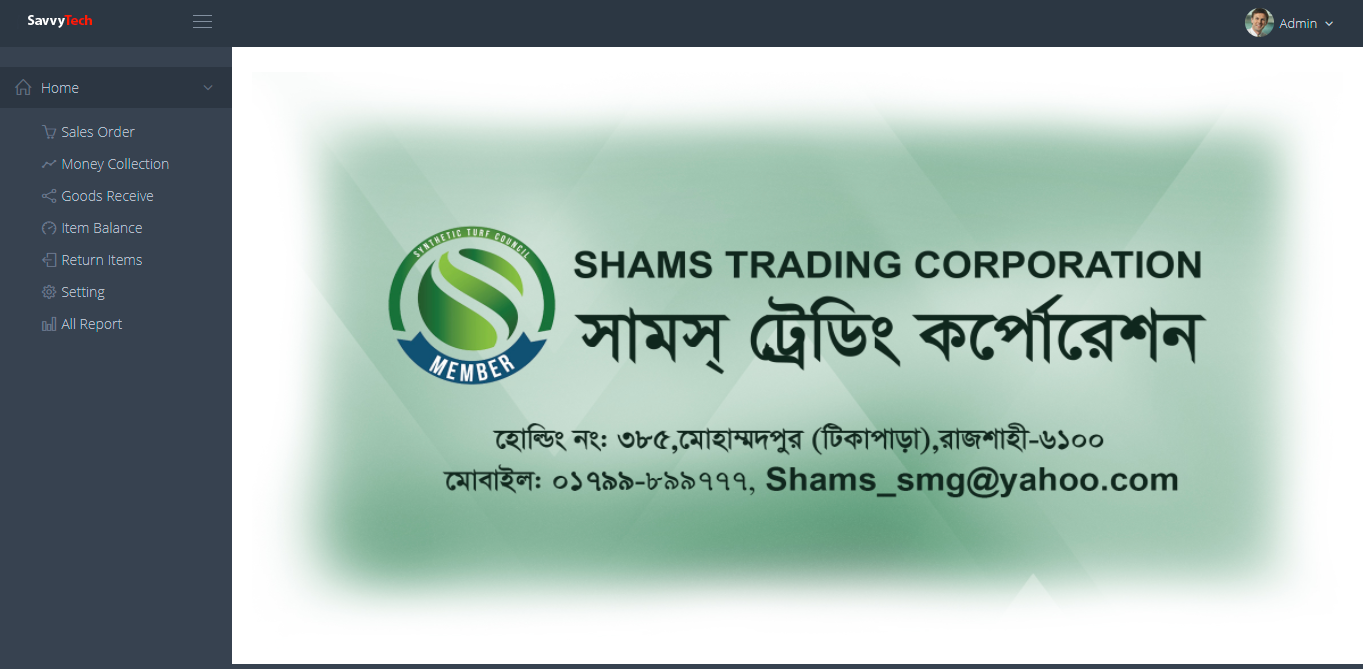 SavvyTech
Admin
Home
Sales Order
Money Collection
Goods Receive
Item Balance
Return Items
Setting
All Report
SYNTHETIC TURF COUNCIL
MEMBER
SHAMS TRADING CORPORATION
সামস্ ট্রেডিং কর্পোরেশন
হোল্ডিং নং: ৩৮৫,মোহাম্মদপুর (টিকাপাড়া),রাজশাহী-৬১০০
মোবাইল: ০১৭৯৯-৮৯৯৭৭৭, Shams_smg@yahoo.com